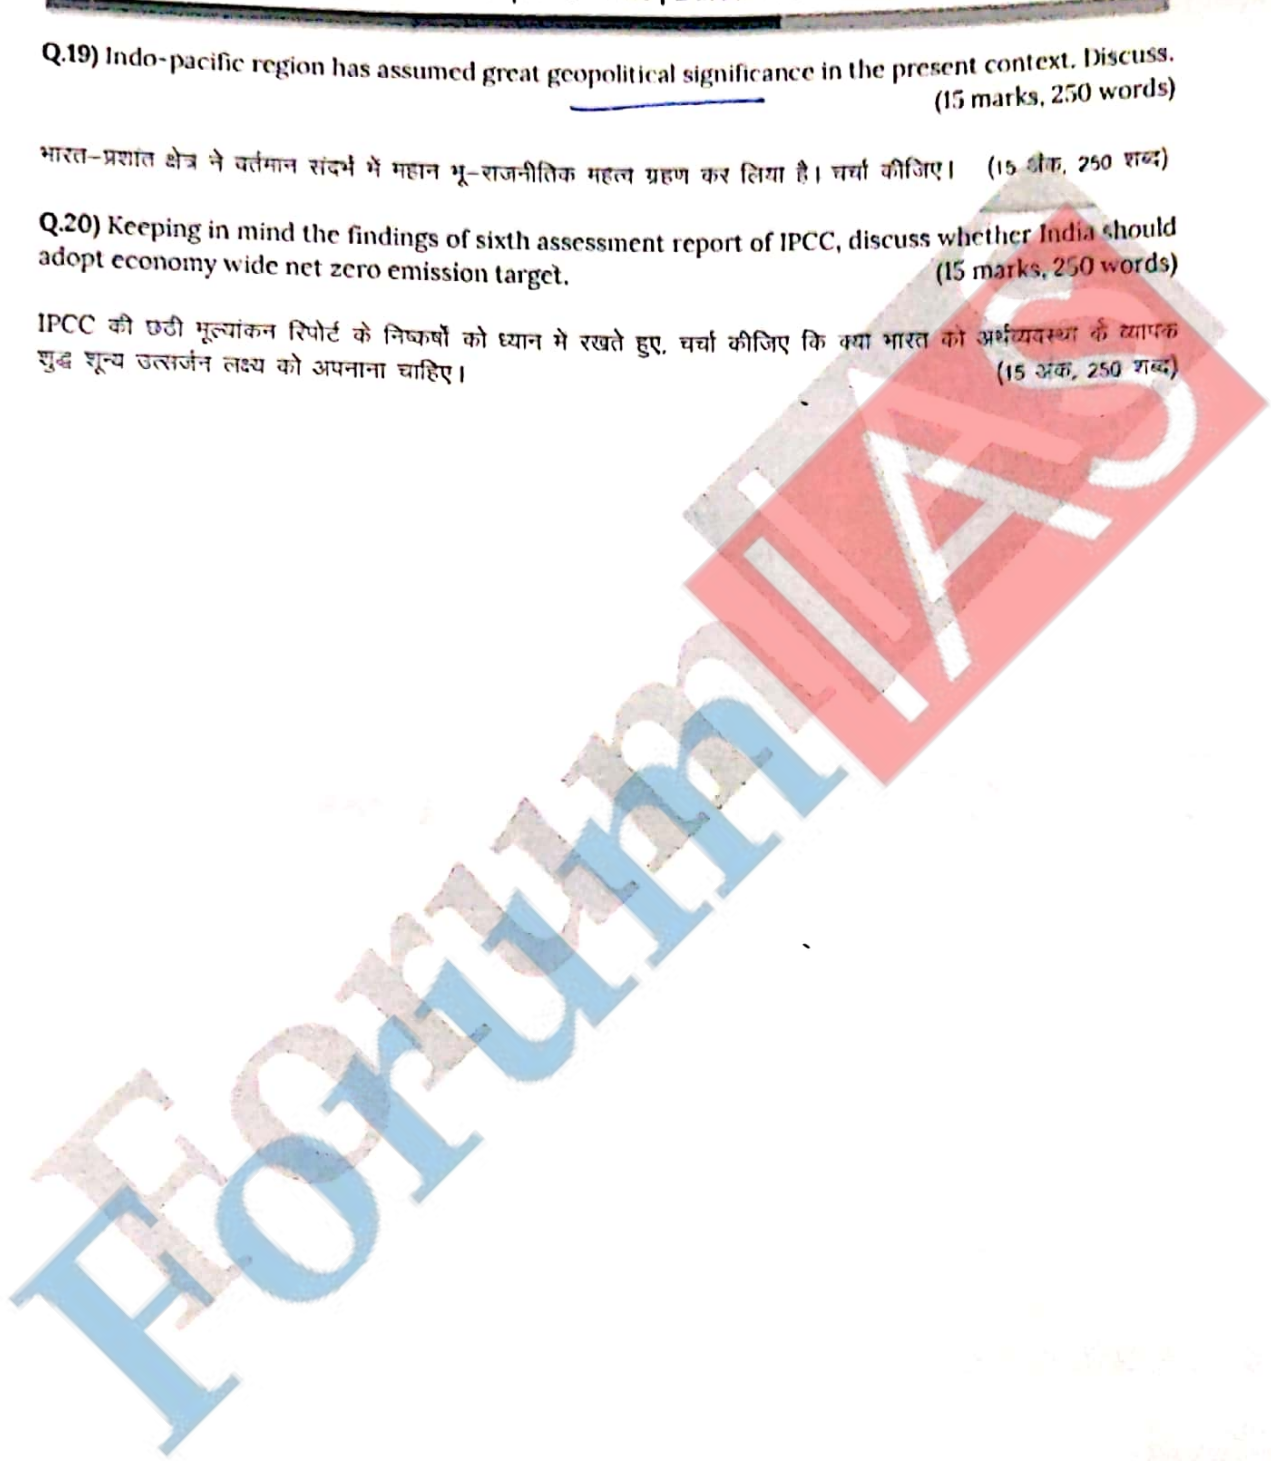 Q.19) Indo-pacific region has assumed great geopolitical significance in the present context. Discuss.
(15 marks, 250 words)
भारत-प्रशांत क्षेत्र ने वर्तमान संदर्भ में महान भू-राजनीतिक महत्व ग्रहण कर लिया है। चर्चा कीजिए। (15 अंक, 250 शब्द)
Q.20) Keeping in mind the findings of sixth assessment report of IPCC, discuss whether India should
adopt economy wide net zero emission target. (15 marks, 250 words)
IPCC की छठी मूल्यांकन रिपोर्ट के निष्कर्षों को ध्यान में रखते हुए, चर्चा कीजिए कि क्या भारत को अर्थव्यवस्था के व्यापक
शुद्ध शून्य उत्सर्जन लक्ष्य को अपनाना चाहिए। (15 अंक, 250 शब्द)
Forum IAS